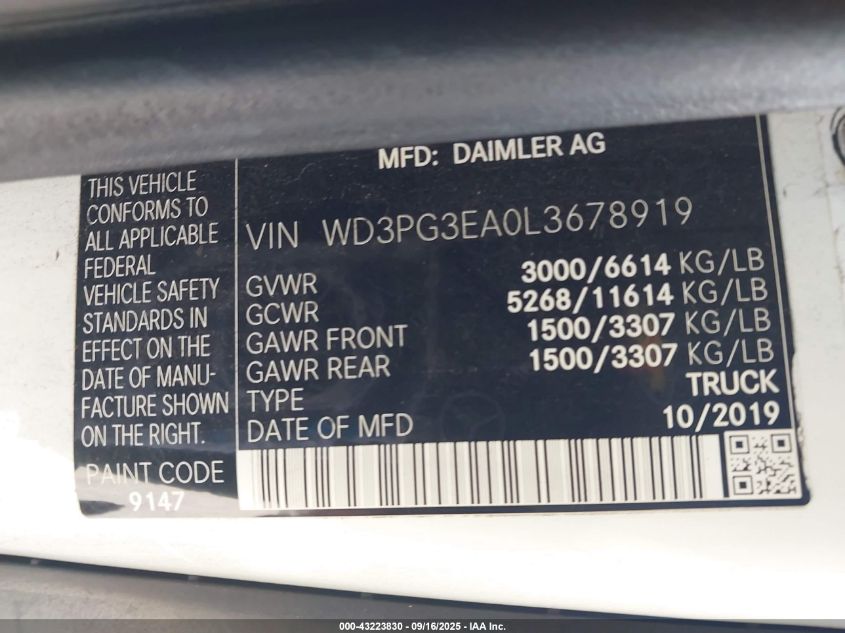 MFD: DAIMLER AG
THIS VEHICLE
CONFORMS TO
ALL APPLICABLE
FEDERAL
VEHICLE SAFETY
STANDARDS IN
EFFECT ON THE
DATE OF MANU-
FACTURE SHOWN
ON THE RIGHT.
PAINT CODE
9147
VIN WD3PG3EA0L3678919
GVWR 3000/6614 KG/LB
GCWR 5268/11614 KG/LB
GAWR FRONT 1500/3307 KG/LB
GAWR REAR 1500/3307 KG/LB
TYPE TRUCK
DATE OF MFD 10/2019
000-43223830 - 09/16/2025 - IAA Inc.